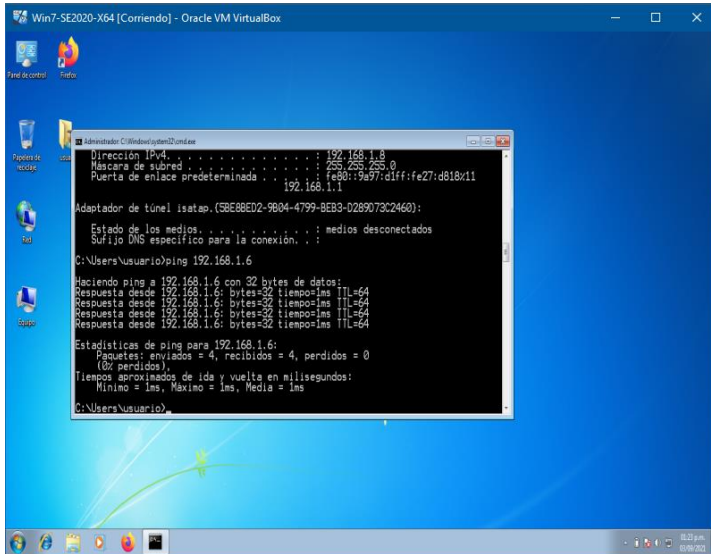 Win7-SE2020-X64 [Corriendo] - Oracle VM VirtualBox
Panel de control
Firefox
Papelera de reciclaje
Red
Equipo
Administrador: C:\Windows\system32\cmd.exe
Dirección IPv4. . . . . . . . . . . . . . : 192.168.1.8
Máscara de subred . . . . . . . . . . . . : 255.255.255.0
Puerta de enlace predeterminada . . . . . : fe80::9a97:d1ff:fe27:d818%11
192.168.1.1
Adaptador de túnel isatap.{5BE8BED2-9B04-4799-BEB3-D289D73C2460}:
Estado de los medios. . . . . . . . . . . : medios desconectados
Sufijo DNS específico para la conexión. . :
C:\Users\usuario>ping 192.168.1.6
Haciendo ping a 192.168.1.6 con 32 bytes de datos:
Respuesta desde 192.168.1.6: bytes=32 tiempo=1ms TTL=64
Respuesta desde 192.168.1.6: bytes=32 tiempo=1ms TTL=64
Respuesta desde 192.168.1.6: bytes=32 tiempo=1ms TTL=64
Respuesta desde 192.168.1.6: bytes=32 tiempo=1ms TTL=64
Estadísticas de ping para 192.168.1.6:
Paquetes: enviados = 4, recibidos = 4, perdidos = 0
(0% perdidos),
Tiempos aproximados de ida y vuelta en milisegundos:
Mínimo = 1ms, Máximo = 1ms, Media = 1ms
C:\Users\usuario>_
01:23 p.m.
03/09/2021